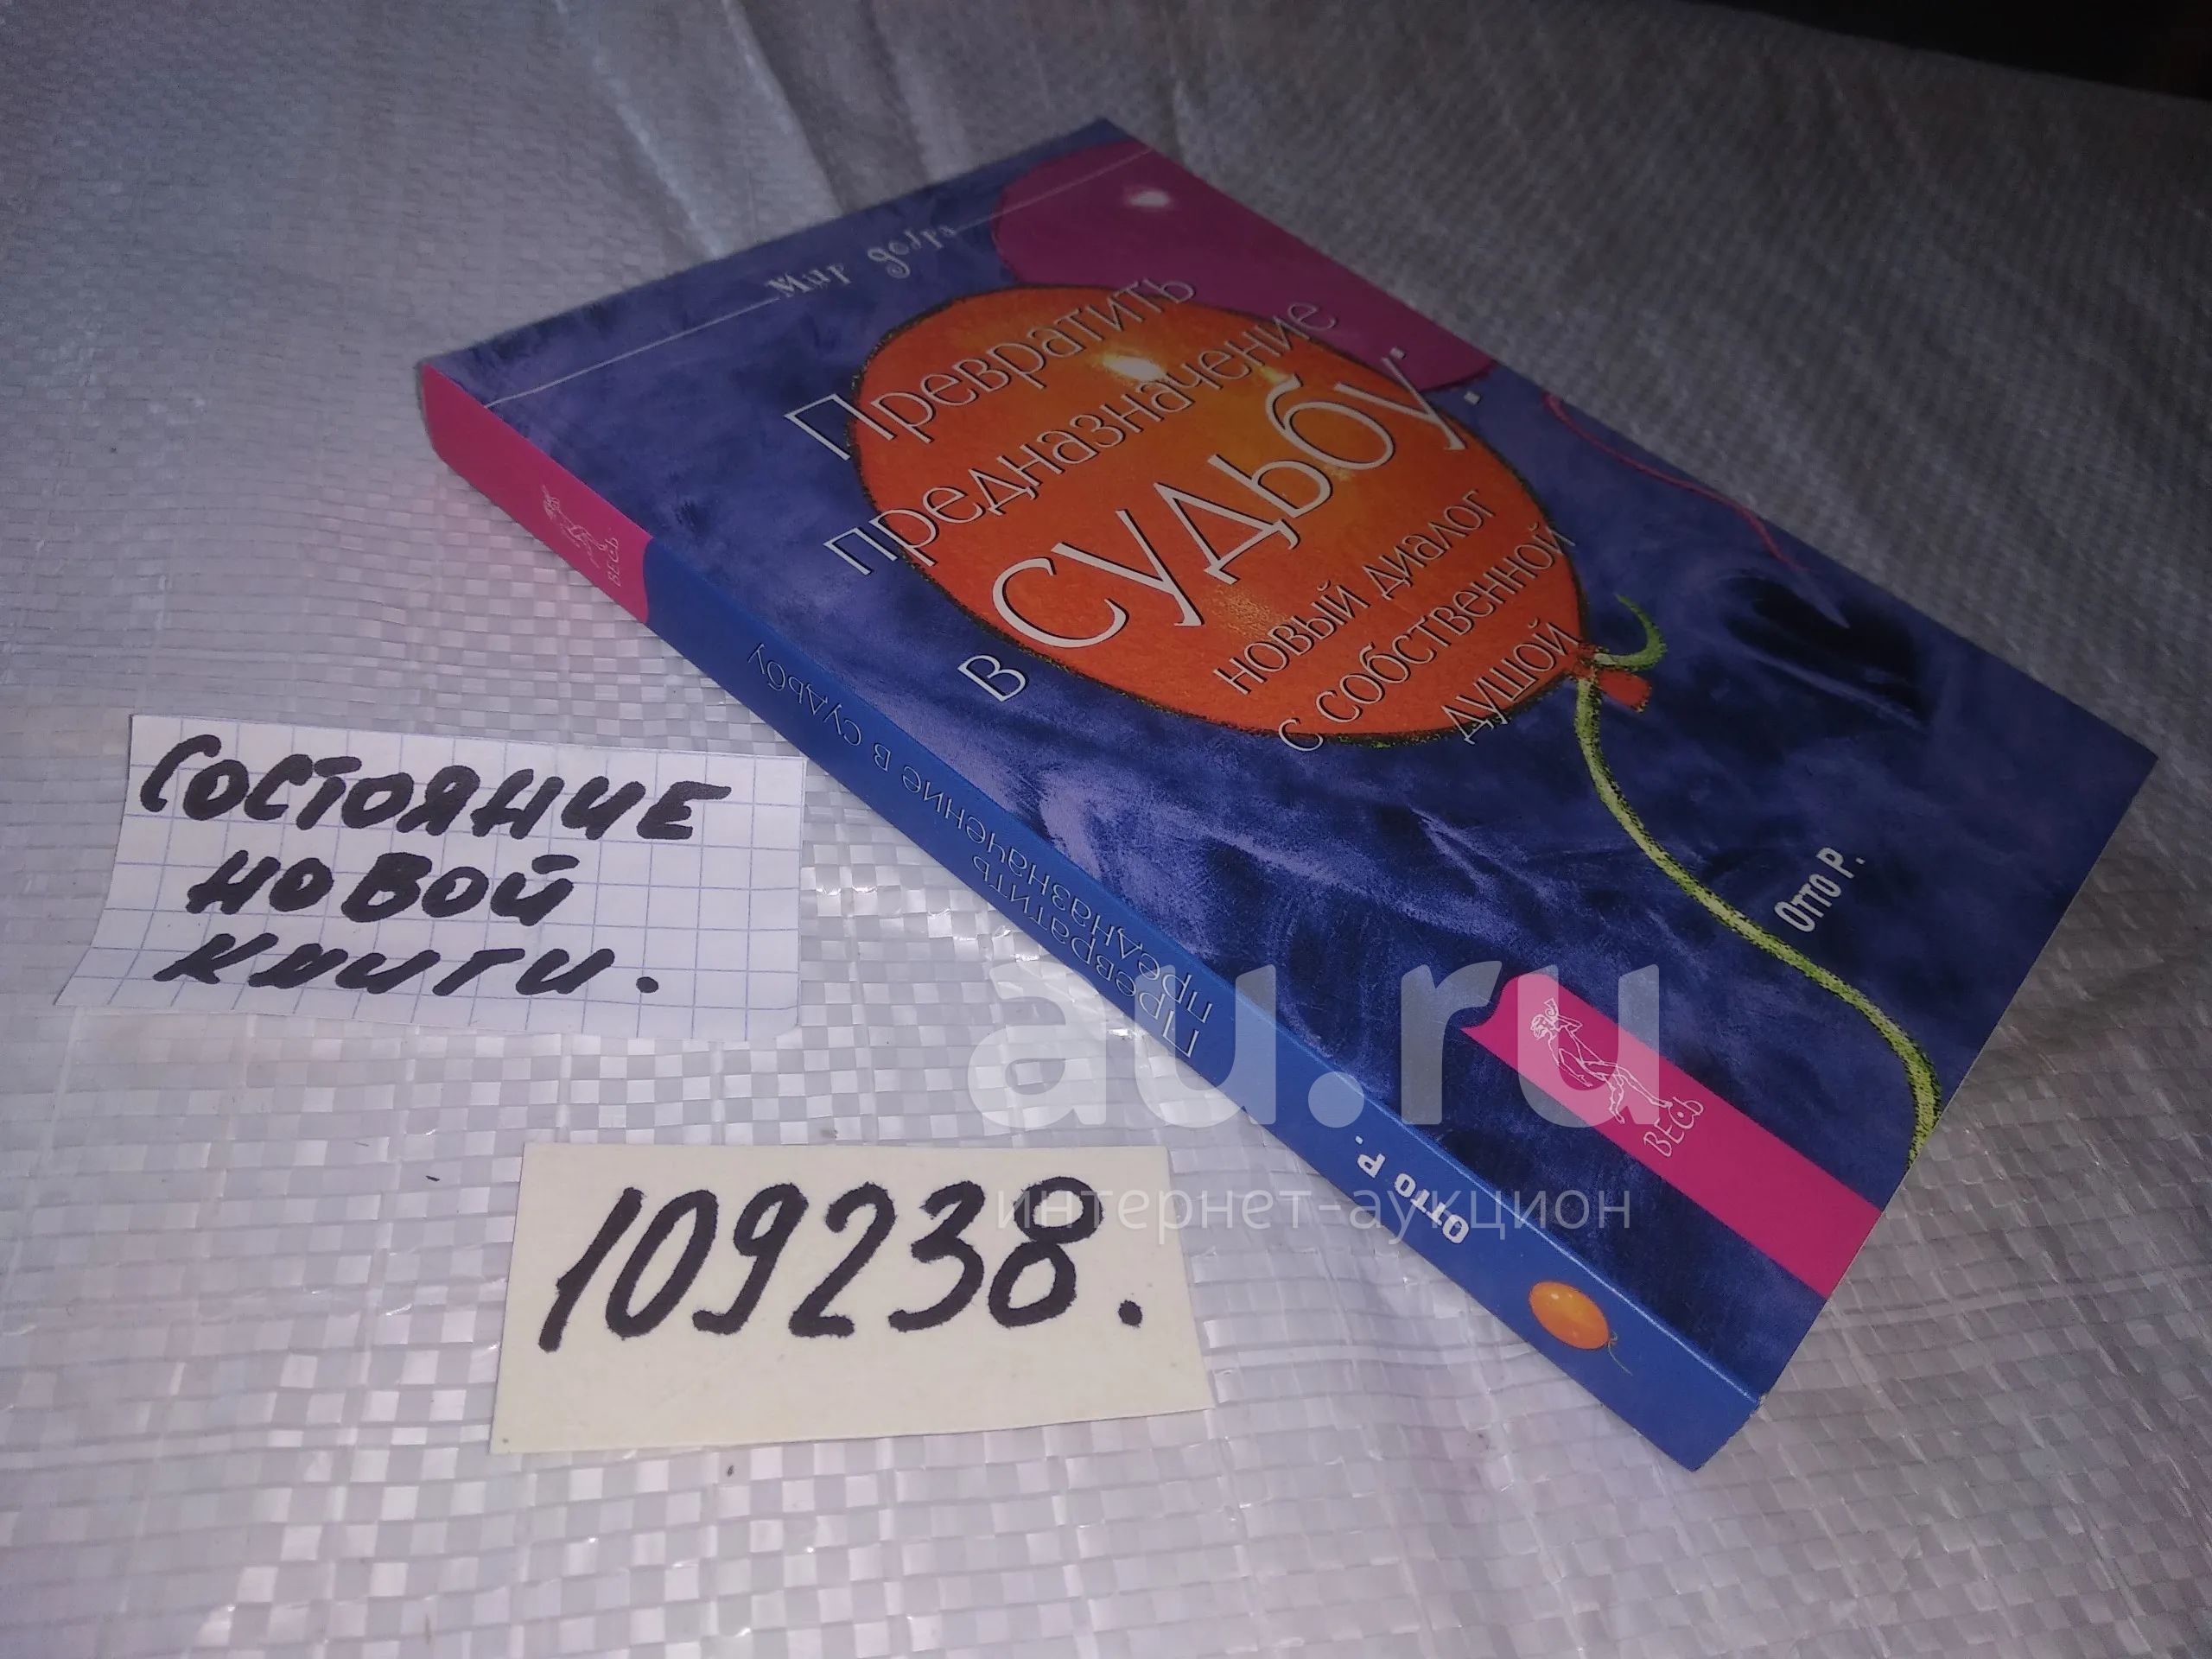 Мир добра
Превратить
предназначение
в судьбу:
новый диалог
с собственной
душой
Отто Р.
ВЕСЬ
ВЕСЬ
Превратить
предназначение в судьбу
Отто Р.
СОСТОЯНИЕ
НОВОЙ
КНИГИ.
109238.
au.ru
интернет-аукцион